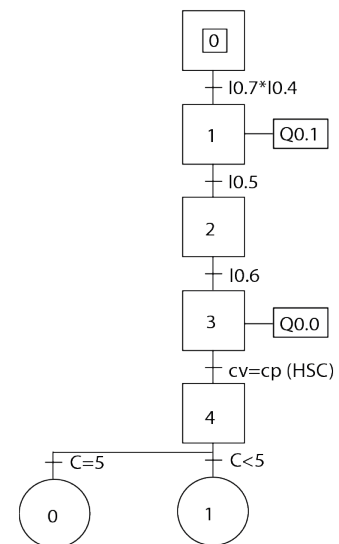 0
I0.7*I0.4
1
Q0.1
I0.5
2
I0.6
3
Q0.0
cv=cp (HSC)
4
C=5
C<5
0
1